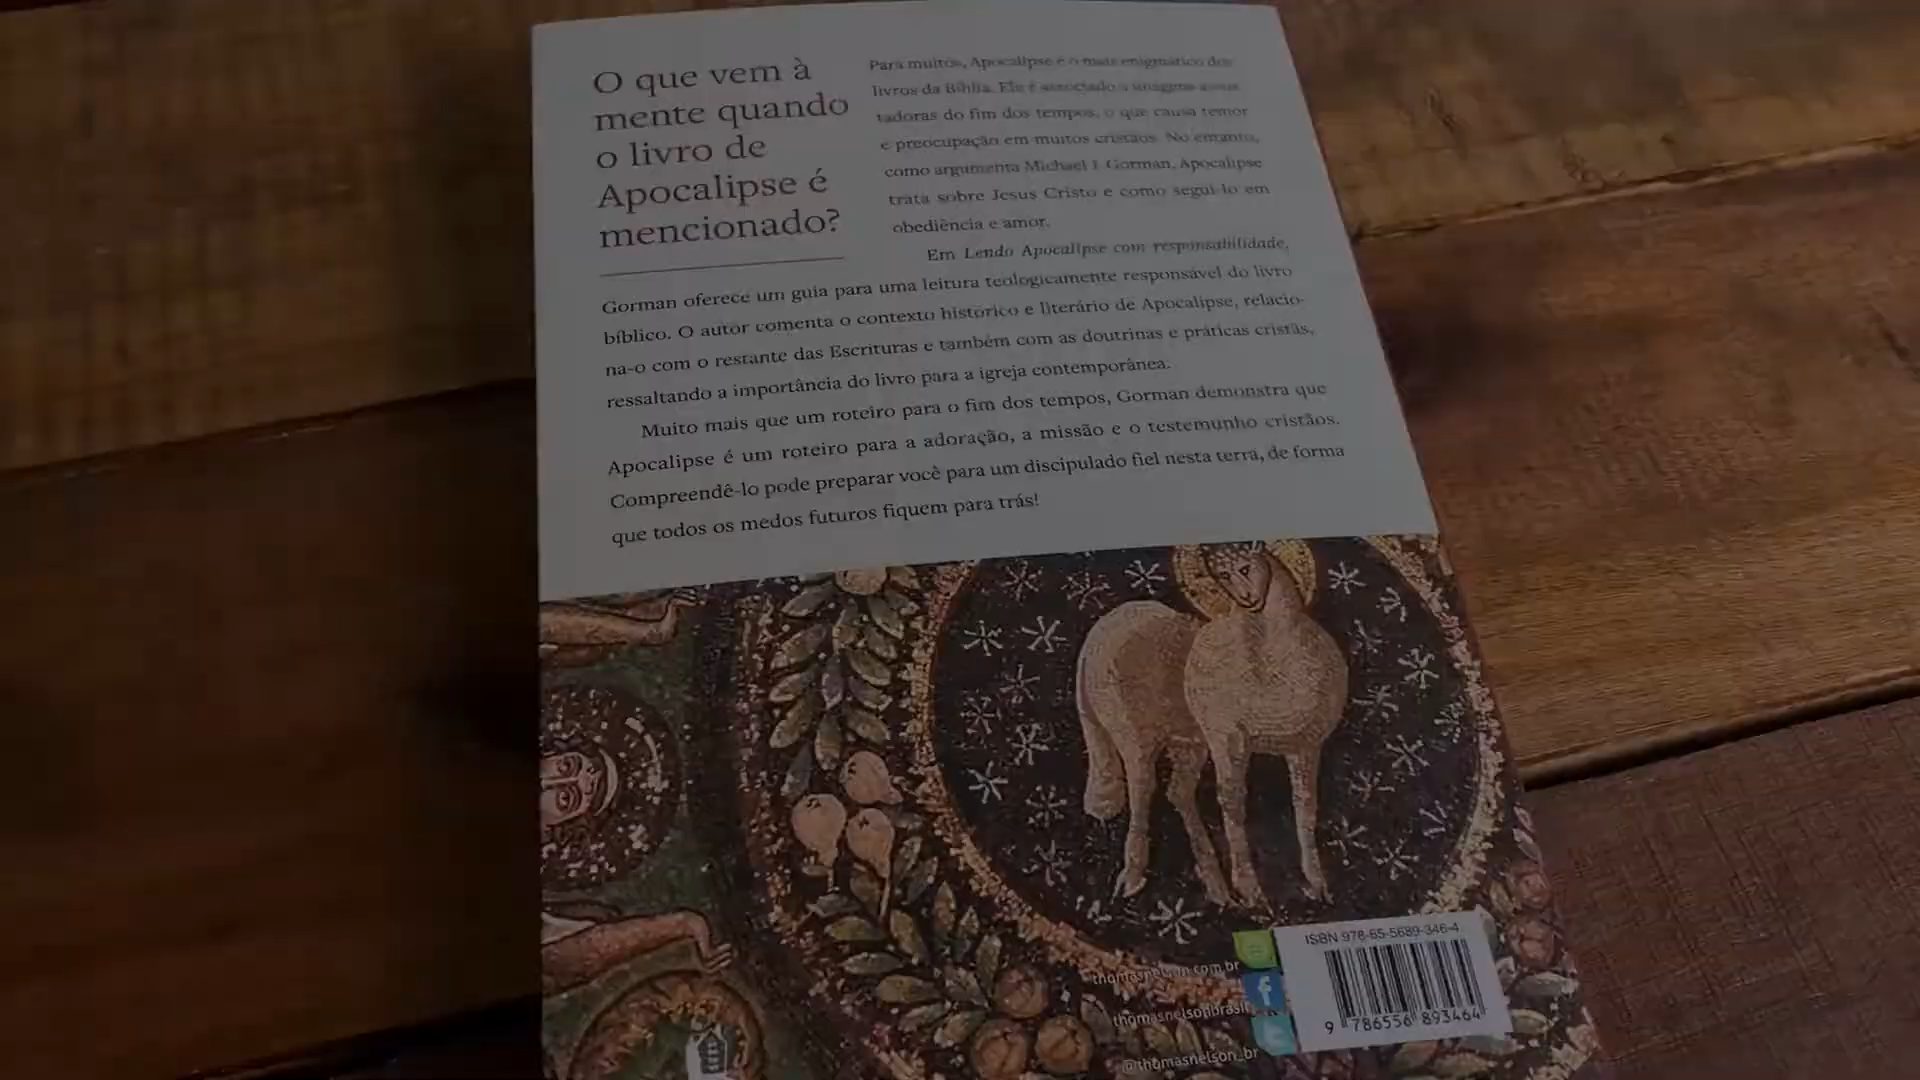 O que vem à
mente quando
o livro de
Apocalipse é
mencionado?
Para muitos, Apocalipse é o mais enigmático dos
livros da Bíblia. Ele é associado a imagens assus-
tadoras do fim dos tempos, o que causa temor
e preocupação em muitos cristãos. No entanto,
como argumenta Michael J. Gorman, Apocalipse
trata sobre Jesus Cristo e como segui-lo em
obediência e amor.
Em Lendo Apocalipse com responsabilidade,
Gorman oferece um guia para uma leitura teologicamente responsável do livro
bíblico. O autor comenta o contexto histórico e literário de Apocalipse, relacio-
na-o com o restante das Escrituras e também com as doutrinas e práticas cristãs,
ressaltando a importância do livro para a igreja contemporânea.
Muito mais que um roteiro para o fim dos tempos, Gorman demonstra que
Apocalipse é um roteiro para a adoração, a missão e o testemunho cristãos.
Compreendê-lo pode preparar você para um discipulado fiel nesta terra, de forma
que todos os medos futuros fiquem para trás!
ISBN 978-65-5689-346-4
9 786556 893464
thomasnelson.com.br
thomasnelsonbrasil
@thomasnelson_br